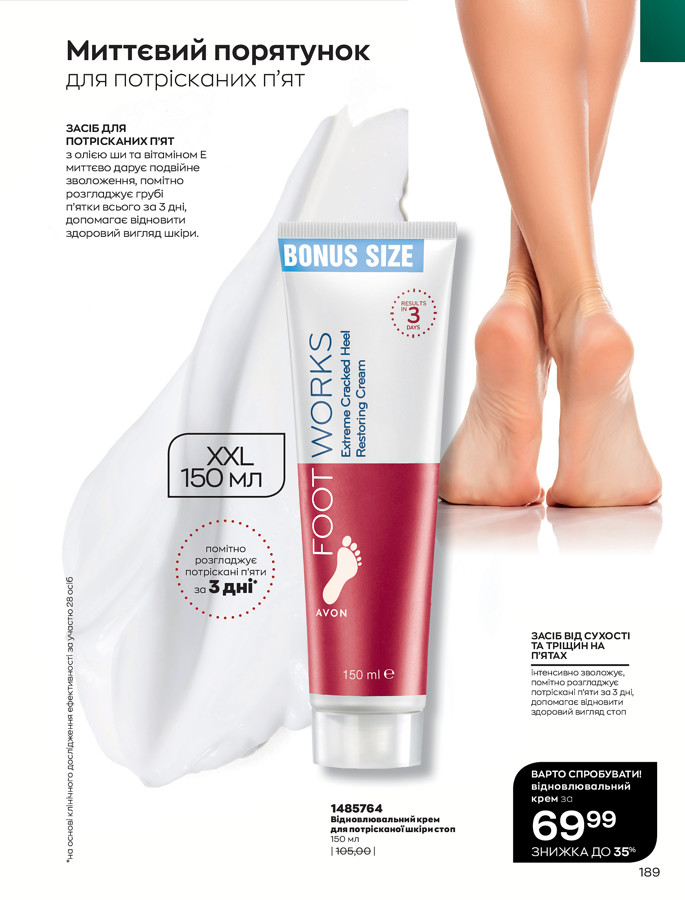 Миттєвий порятунок
для потрісканих п'ят
ЗАСІБ ДЛЯ
ПОТРІСКАНИХ П'ЯТ
з олією ши та вітаміном Е
миттєво дарує подвійне
зволоження, помітно
розгладжує грубі
п'ятки всього за 3 дні,
допомагає відновити
здоровий вигляд шкіри.
BONUS SIZE
RESULTS
IN
3
DAYS
FOOT WORKS
Extreme Cracked Heel
Restoring Cream
AVON
150 ml e
XXL
150 мл
помітно
розгладжує
потріскані п'яти
за 3 дні*
*на основі клінічного дослідження ефективності за участю 28 осіб
ЗАСІБ ВІД СУХОСТІ
ТА ТРІЩИН НА
П'ЯТАХ
інтенсивно зволожує,
помітно розгладжує
потріскані п'яти за 3 дні,
допомагає відновити
здоровий вигляд стоп
1485764
Відновлювальний крем
для потрісканої шкіри стоп
150 мл
| 105,00 |
ВАРТО СПРОБУВАТИ!
відновлювальний
крем за
69⁹⁹
ЗНИЖКА ДО 35%
189